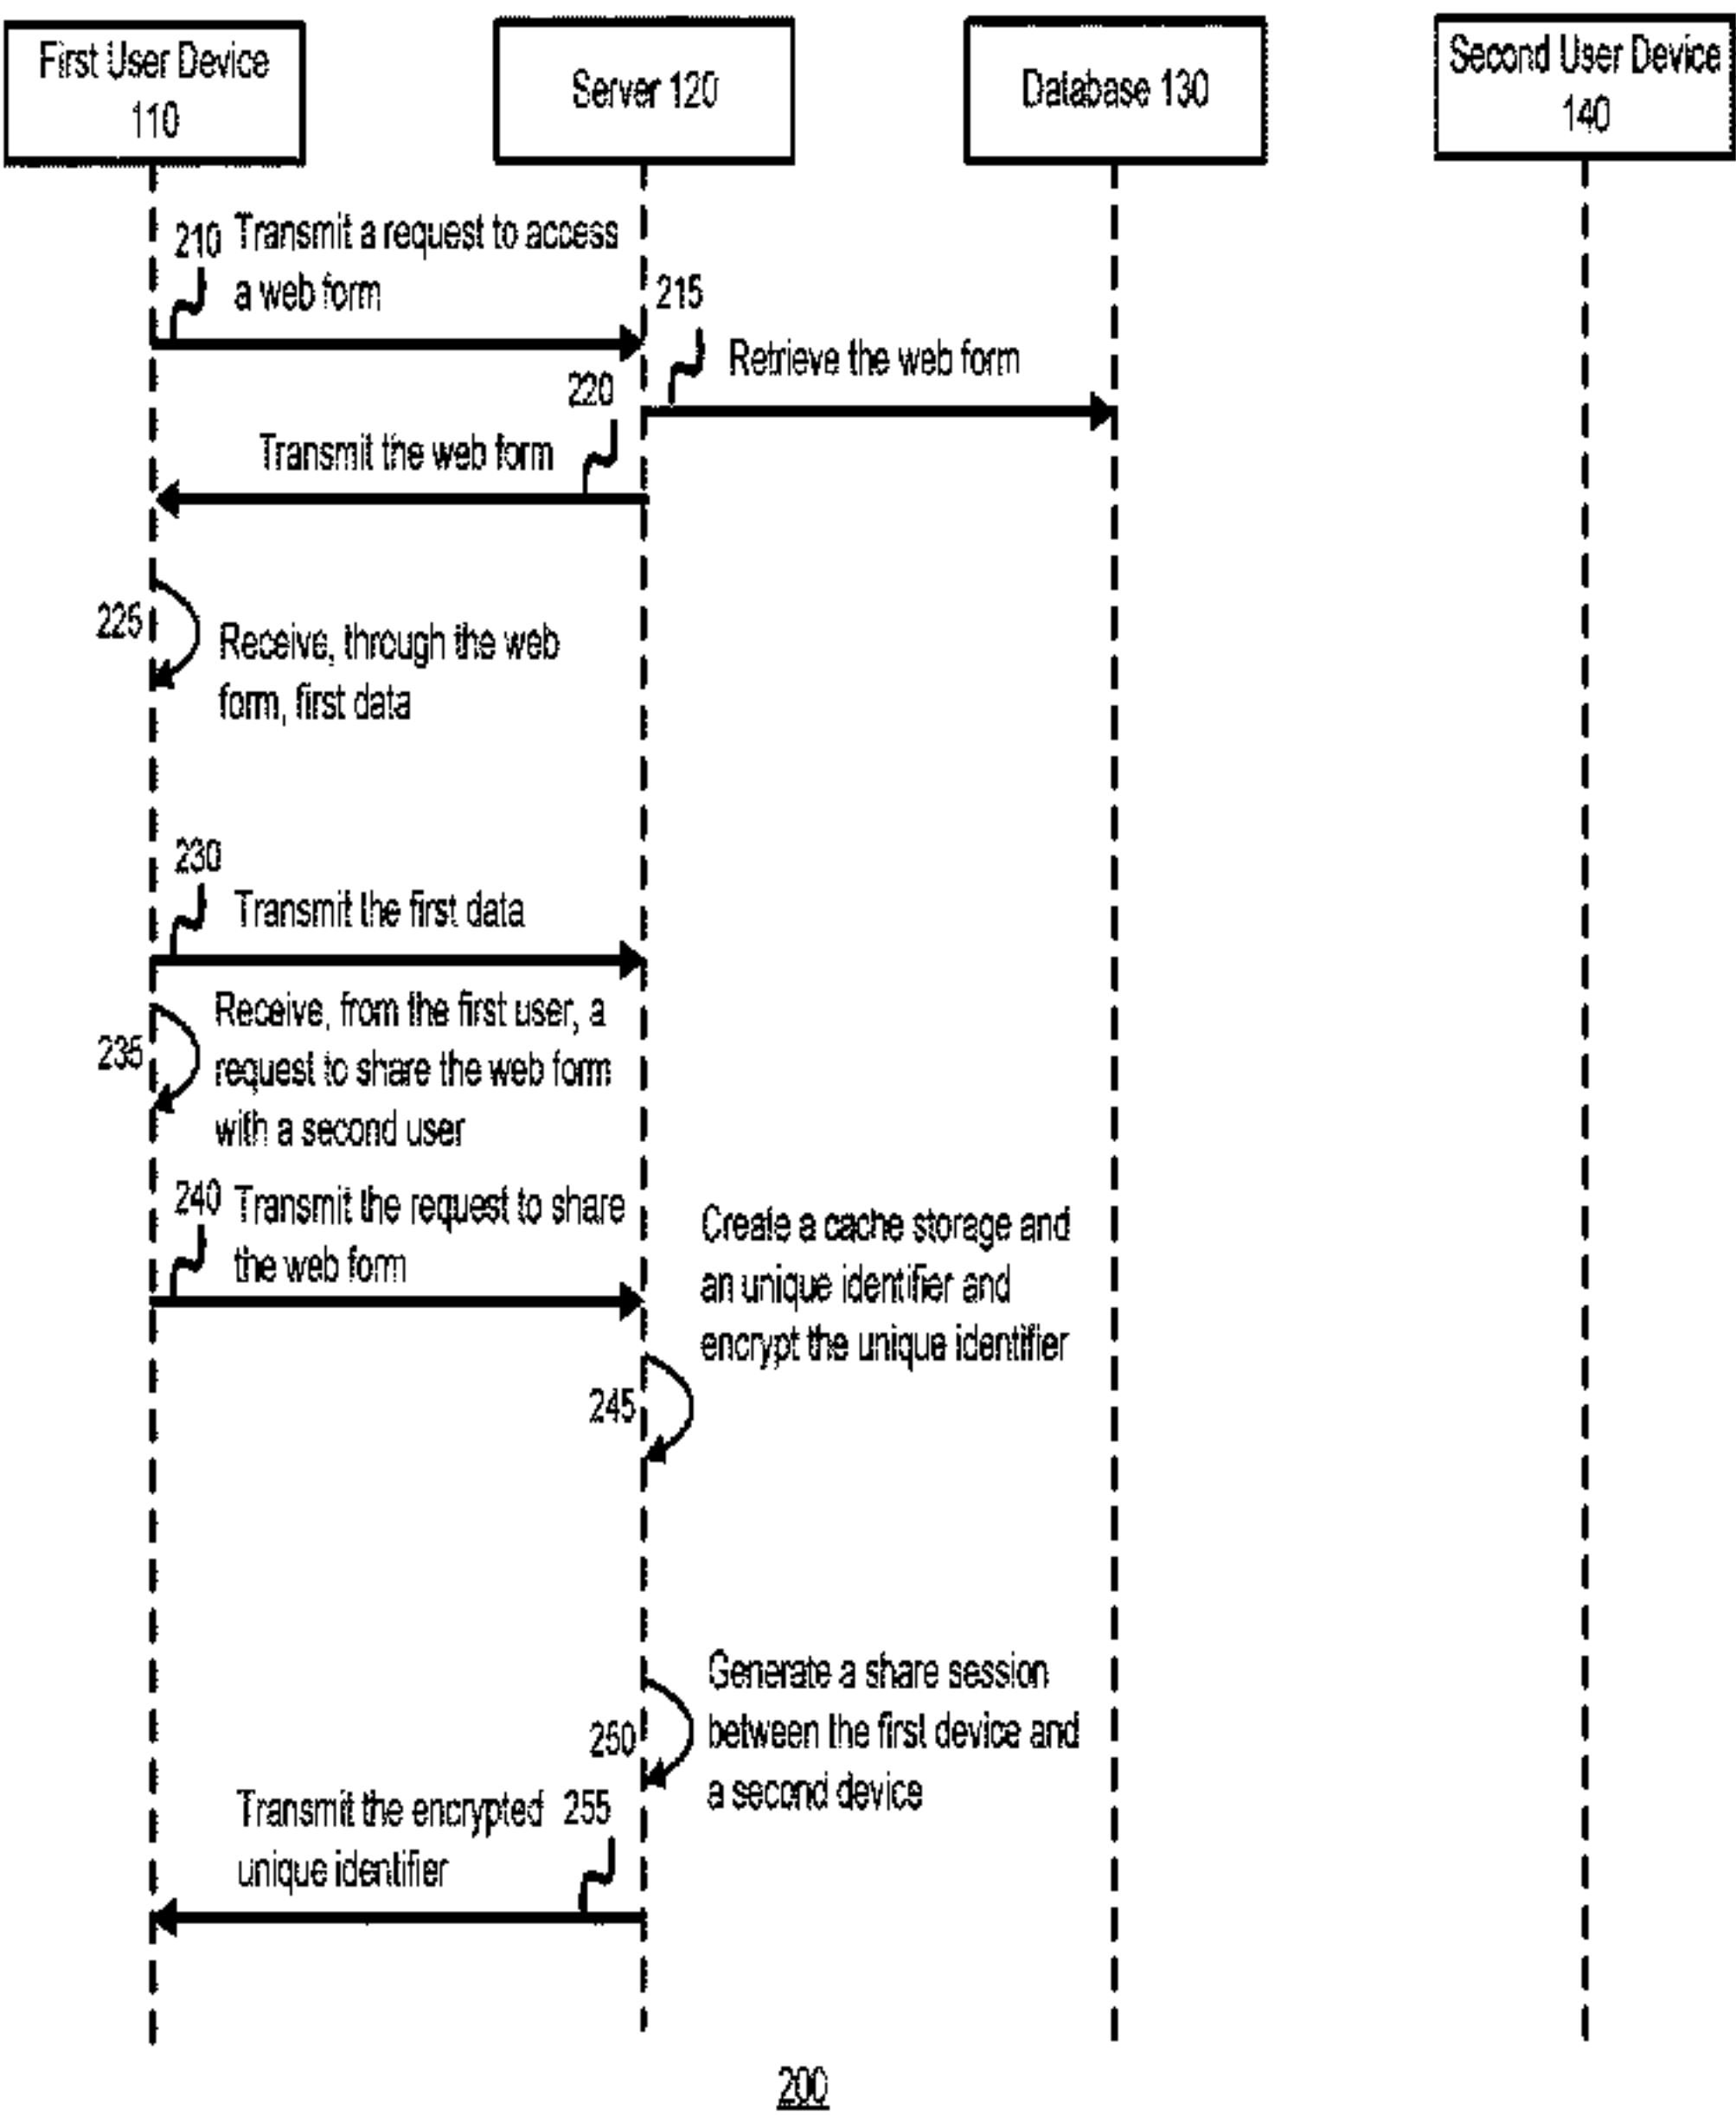 First User Device
110
Server 120
Database 130
Second User Device
140
210
Transmit a request to access
a web form
215
Retrieve the web form
220
Transmit the web form
225
Receive, through the web
form, first data
230
Transmit the first data
235
Receive, from the first user, a
request to share the web form
with a second user
240
Transmit the request to share
the web form
Create a cache storage and
an unique identifier and
encrypt the unique identifier
245
Generate a share session
between the first device and
a second device
250
Transmit the encrypted
unique identifier
255
200